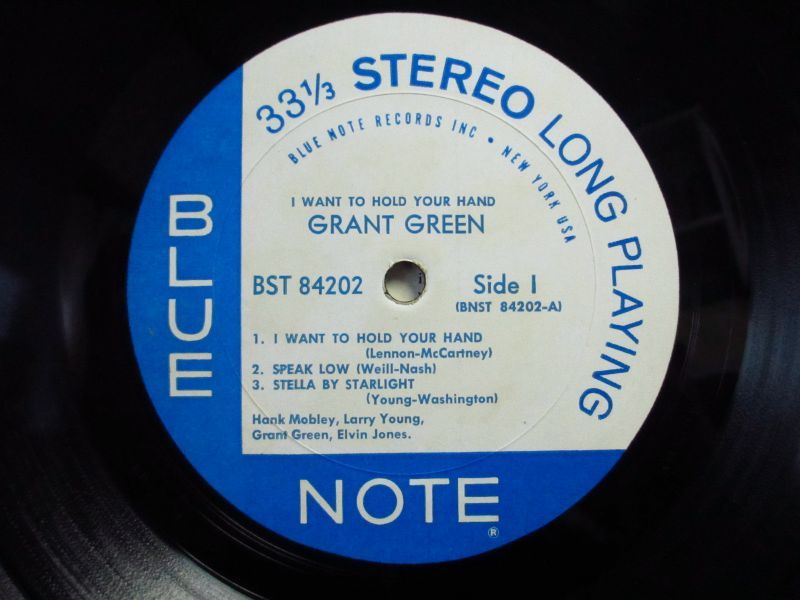 33⅓ STEREO LONG PLAYING
BLUE NOTE RECORDS INC • NEW YORK USA
I WANT TO HOLD YOUR HAND
GRANT GREEN
BST 84202
Side 1
(BNST 84202-A)
1. I WANT TO HOLD YOUR HAND
(Lennon-McCartney)
2. SPEAK LOW (Weill-Nash)
3. STELLA BY STARLIGHT
(Young-Washington)
Hank Mobley, Larry Young,
Grant Green, Elvin Jones.
BLUE
NOTE®